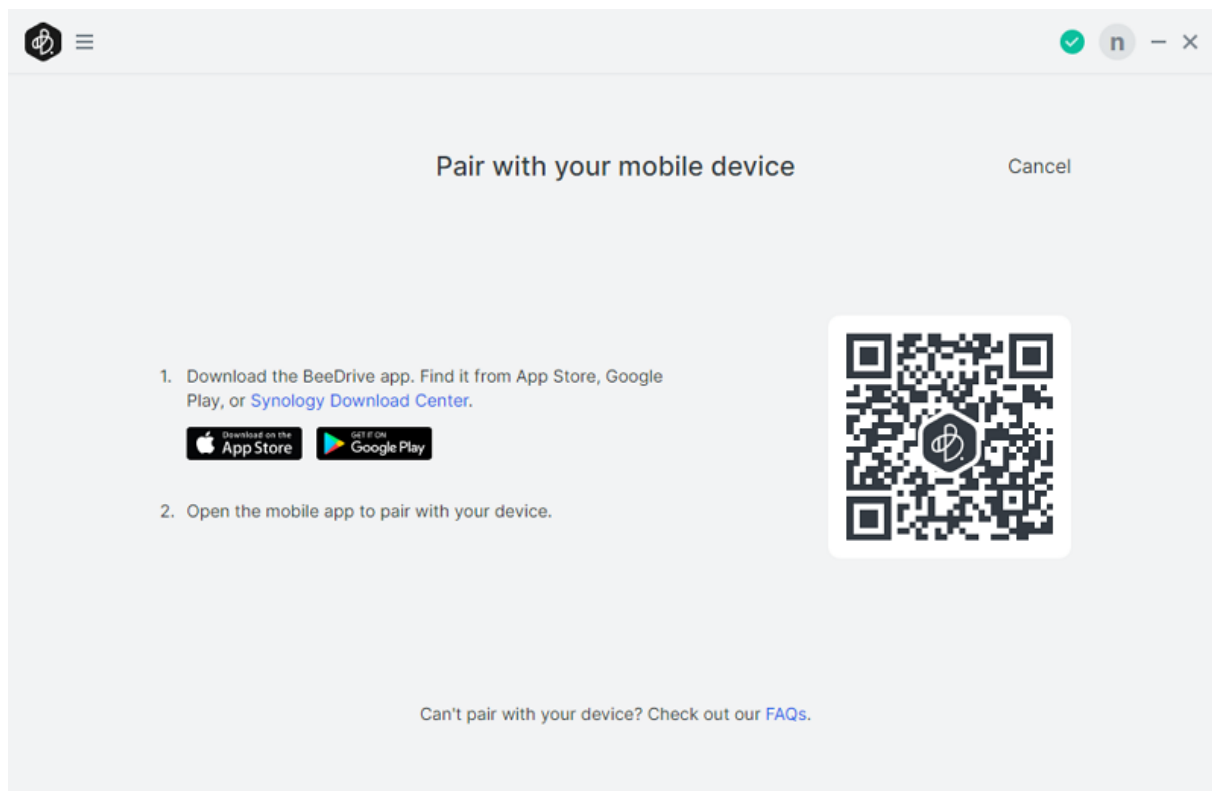 n
Pair with your mobile device
Cancel
1. Download the BeeDrive app. Find it from App Store, Google
Play, or Synology Download Center.
Download on the
App Store
GET IT ON
Google Play
2. Open the mobile app to pair with your device.
Can't pair with your device? Check out our FAQs.